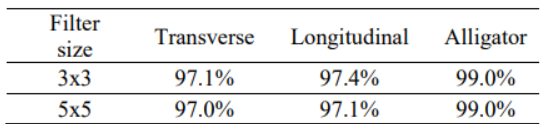 Filter size Transverse Longitudinal Alligator
3x3 97.1% 97.4% 99.0%
5x5 97.0% 97.1% 99.0%